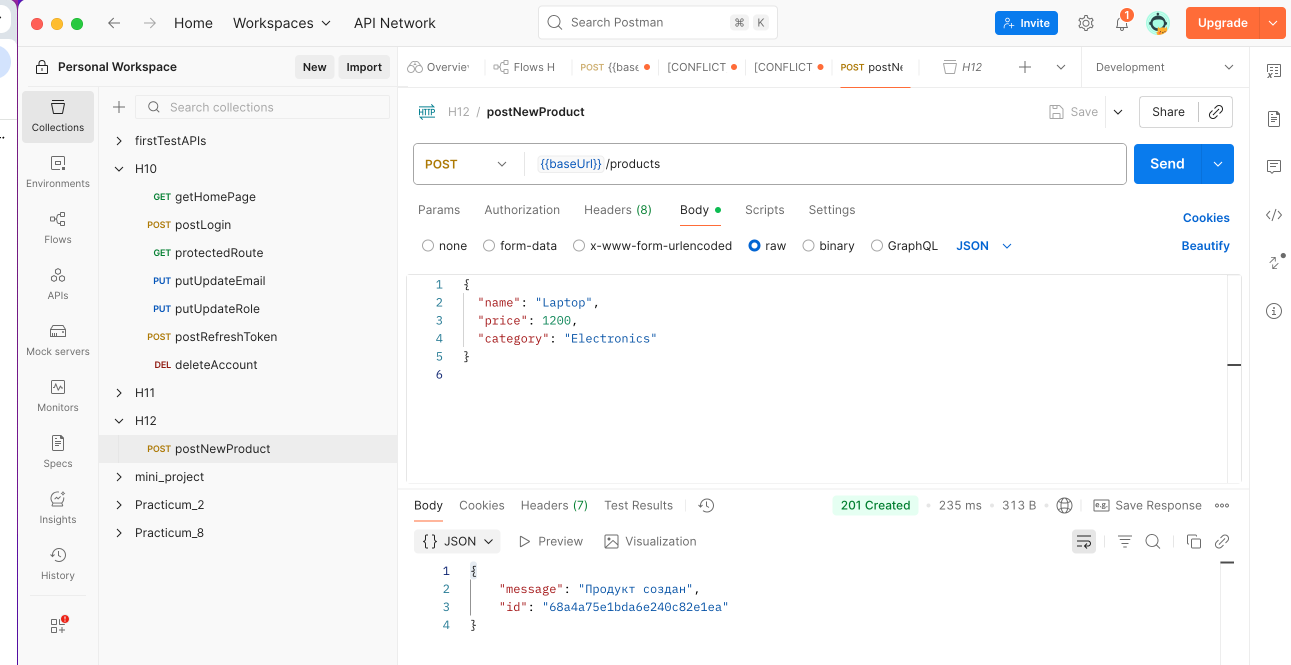 Home Workspaces API Network Search Postman ⌘ K Invite 1 Upgrade
Personal Workspace New Import
Overvie Flows H POST {{base [CONFLICT [CONFLICT POST postNe H12 Development
Collections
Environments
Flows
APIs
Mock servers
Monitors
Specs
Insights
History
Search collections
firstTestAPIs
H10
GET getHomePage
POST postLogin
GET protectedRoute
PUT putUpdateEmail
PUT putUpdateRole
POST postRefreshToken
DEL deleteAccount
H11
H12
POST postNewProduct
mini_project
Practicum_2
Practicum_8
HTTP H12 / postNewProduct Save Share
POST {{baseUrl}} /products Send
Params Authorization Headers (8) Body Scripts Settings Cookies
none form-data x-www-form-urlencoded raw binary GraphQL JSON Beautify
1 {
2 "name": "Laptop",
3 "price": 1200,
4 "category": "Electronics"
5 }
6
Body Cookies Headers (7) Test Results 201 Created • 235 ms • 313 B e.g. Save Response
{} JSON Preview Visualization
1 {
2 "message": "Продукт создан",
3 "id": "68a4a75e1bda6e240c82e1ea"
4 }